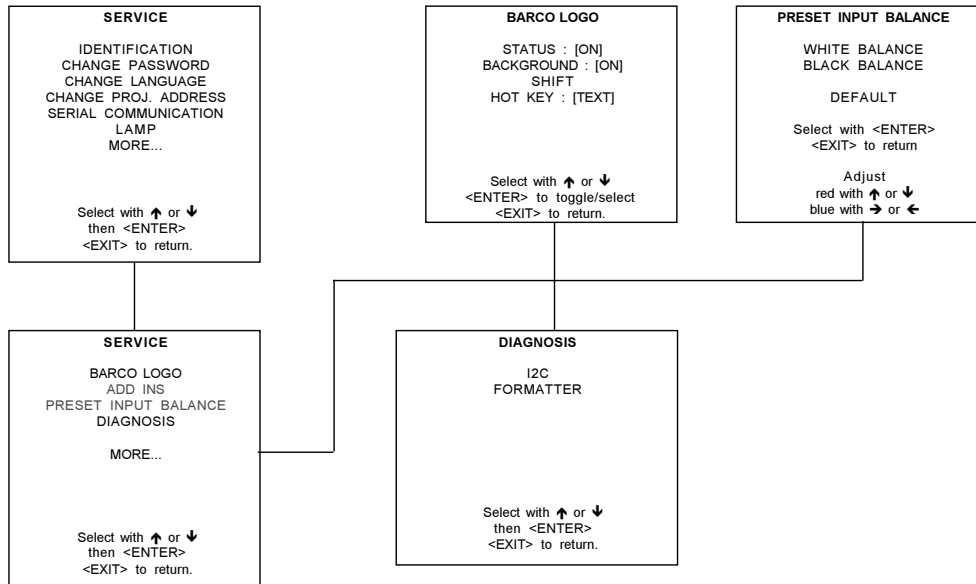 SERVICE
IDENTIFICATION
CHANGE PASSWORD
CHANGE LANGUAGE
CHANGE PROJ. ADDRESS
SERIAL COMMUNICATION
LAMP
MORE...
Select with ↑ or ↓
then <ENTER>
<EXIT> to return.
BARCO LOGO
STATUS : [ON]
BACKGROUND : [ON]
SHIFT
HOT KEY : [TEXT]
Select with ↑ or ↓
<ENTER> to toggle/select
<EXIT> to return.
PRESET INPUT BALANCE
WHITE BALANCE
BLACK BALANCE
DEFAULT
Select with <ENTER>
<EXIT> to return
Adjust
red with ↑ or ↓
blue with → or ←
SERVICE
BARCO LOGO
ADD INS
PRESET INPUT BALANCE
DIAGNOSIS
MORE...
Select with ↑ or ↓
then <ENTER>
<EXIT> to return.
DIAGNOSIS
I2C
FORMATTER
Select with ↑ or ↓
then <ENTER>
<EXIT> to return.